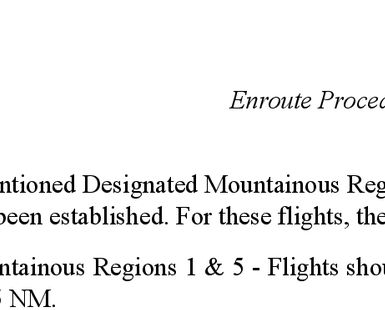 Enroute Proced
ntioned Designated Mountainous Reg
been established. For these flights, the
ntainous Regions 1 & 5 - Flights shou
5 NM.